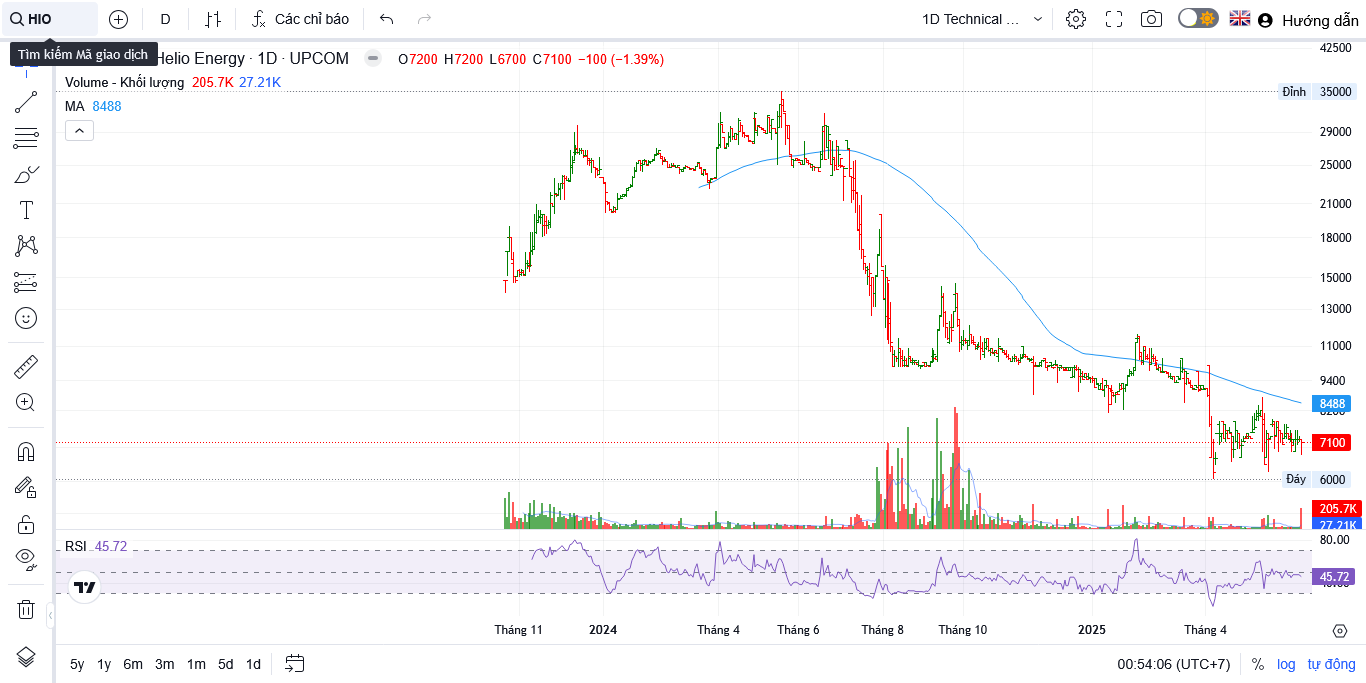 HIO
D
Các chỉ báo
1D Technical ...
Hướng dẫn
Tìm kiếm Mã giao dịch
Helio Energy · 1D · UPCOM
O7200 H7200 L6700 C7100 −100 (−1.39%)
Volume - Khối lượng 205.7K 27.21K
MA 8488
42500
Đỉnh 35000
29000
25000
21000
18000
15000
13000
11000
9400
8488
8200
7100
Đáy 6000
205.7K
27.21K
RSI 45.72
80.00
45.72
Tháng 11 2024 Tháng 4 Tháng 6 Tháng 8 Tháng 10 2025 Tháng 4
5y 1y 6m 3m 1m 5d 1d
00:54:06 (UTC+7) % log tự động